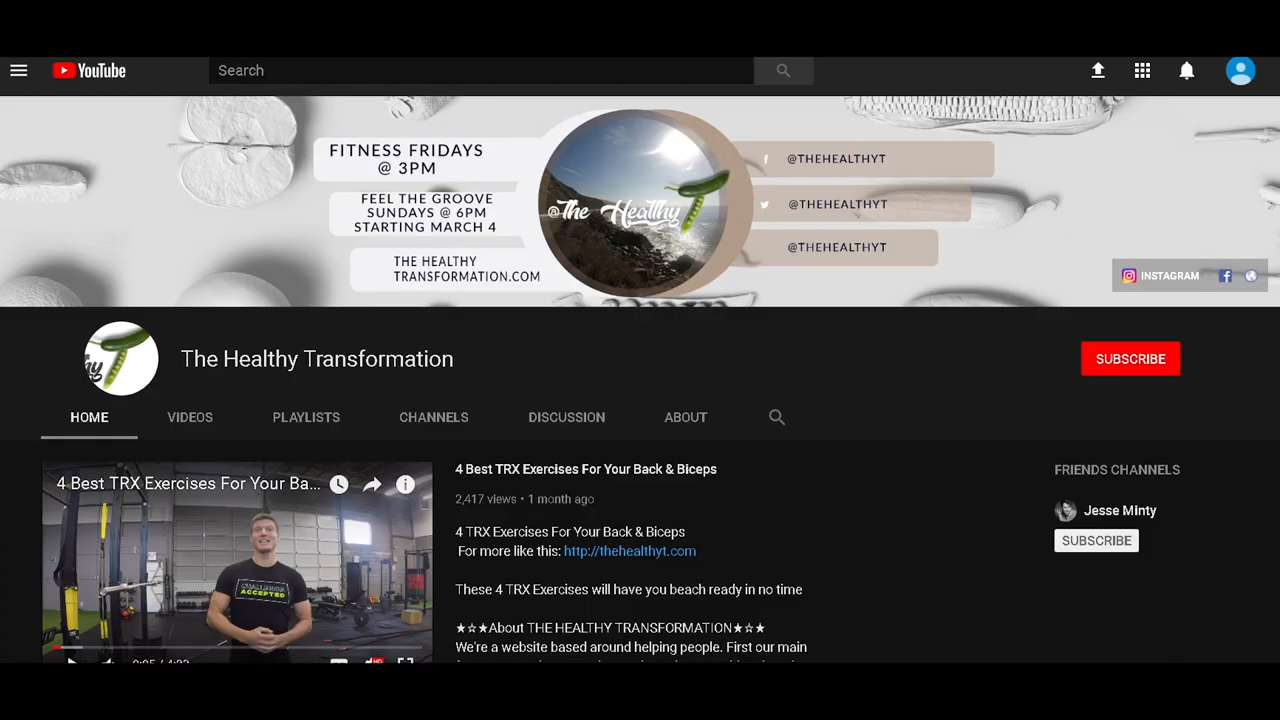 YouTube
Search
FITNESS FRIDAYS
@ 3PM
FEEL THE GROOVE
SUNDAYS @ 6PM
STARTING MARCH 4
THE HEALTHY
TRANSFORMATION.COM
@The Healthy T
@THEHEALTHYT
@THEHEALTHYT
@THEHEALTHYT
INSTAGRAM
The Healthy Transformation
SUBSCRIBE
HOME VIDEOS PLAYLISTS CHANNELS DISCUSSION ABOUT
4 Best TRX Exercises For Your Ba...
CHALLENGE
ACCEPTED
4 Best TRX Exercises For Your Back & Biceps
2,417 views • 1 month ago
4 TRX Exercises For Your Back & Biceps
For more like this: http://thehealthyt.com
These 4 TRX Exercises will have you beach ready in no time
★☆★About THE HEALTHY TRANSFORMATION★☆★
We're a website based around helping people. First our main
FRIENDS CHANNELS
Jesse Minty
SUBSCRIBE